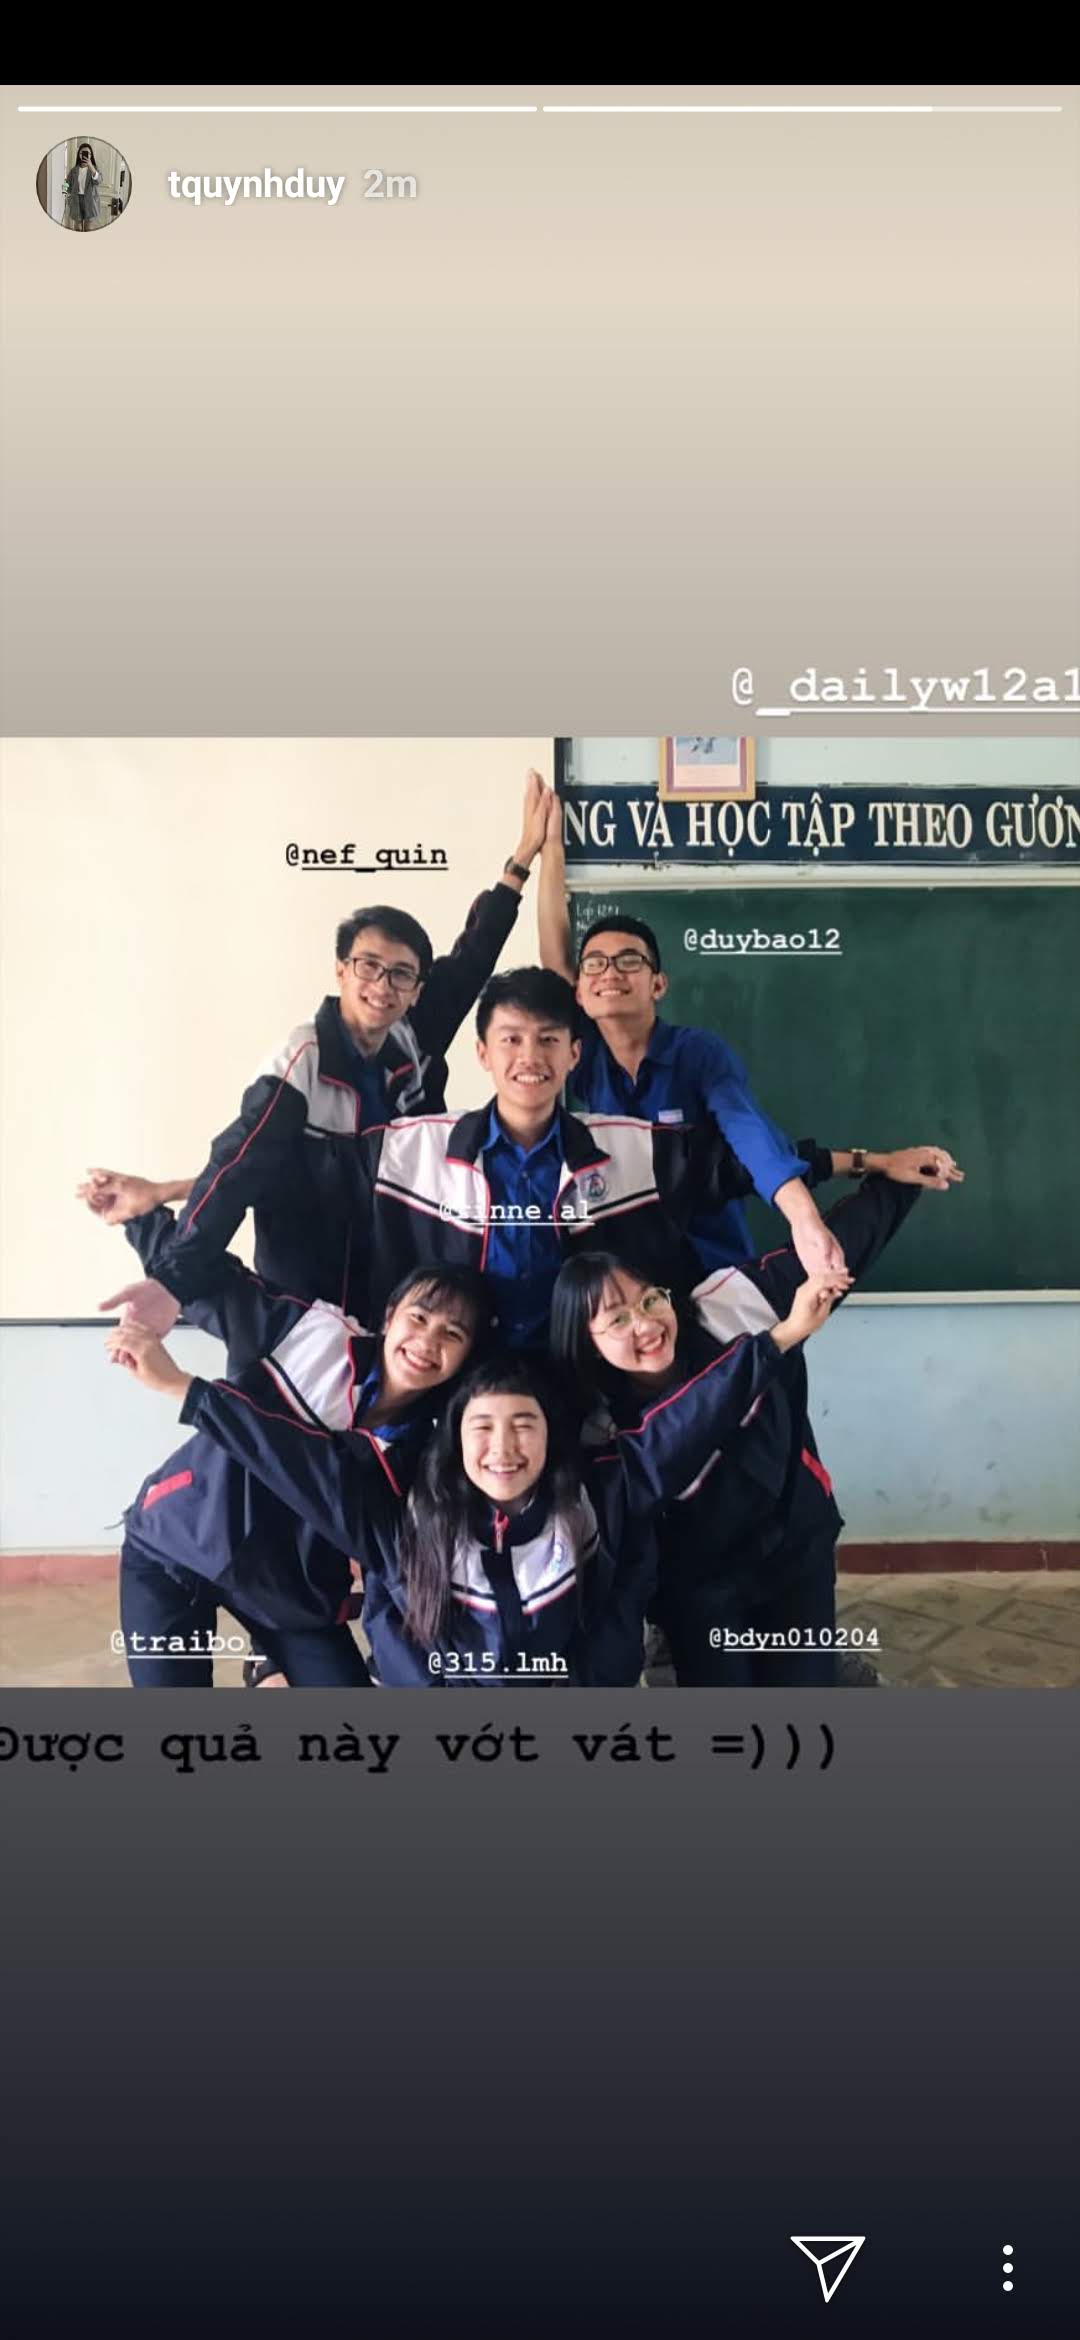 tquynhduy 2m
@_dailyw12a1
NG VÀ HỌC TẬP THEO GƯƠN
@nef_quin
@duybao12
@traibo_
@bdyn010204
@315.lmh
Được quả này vớt vát =)))